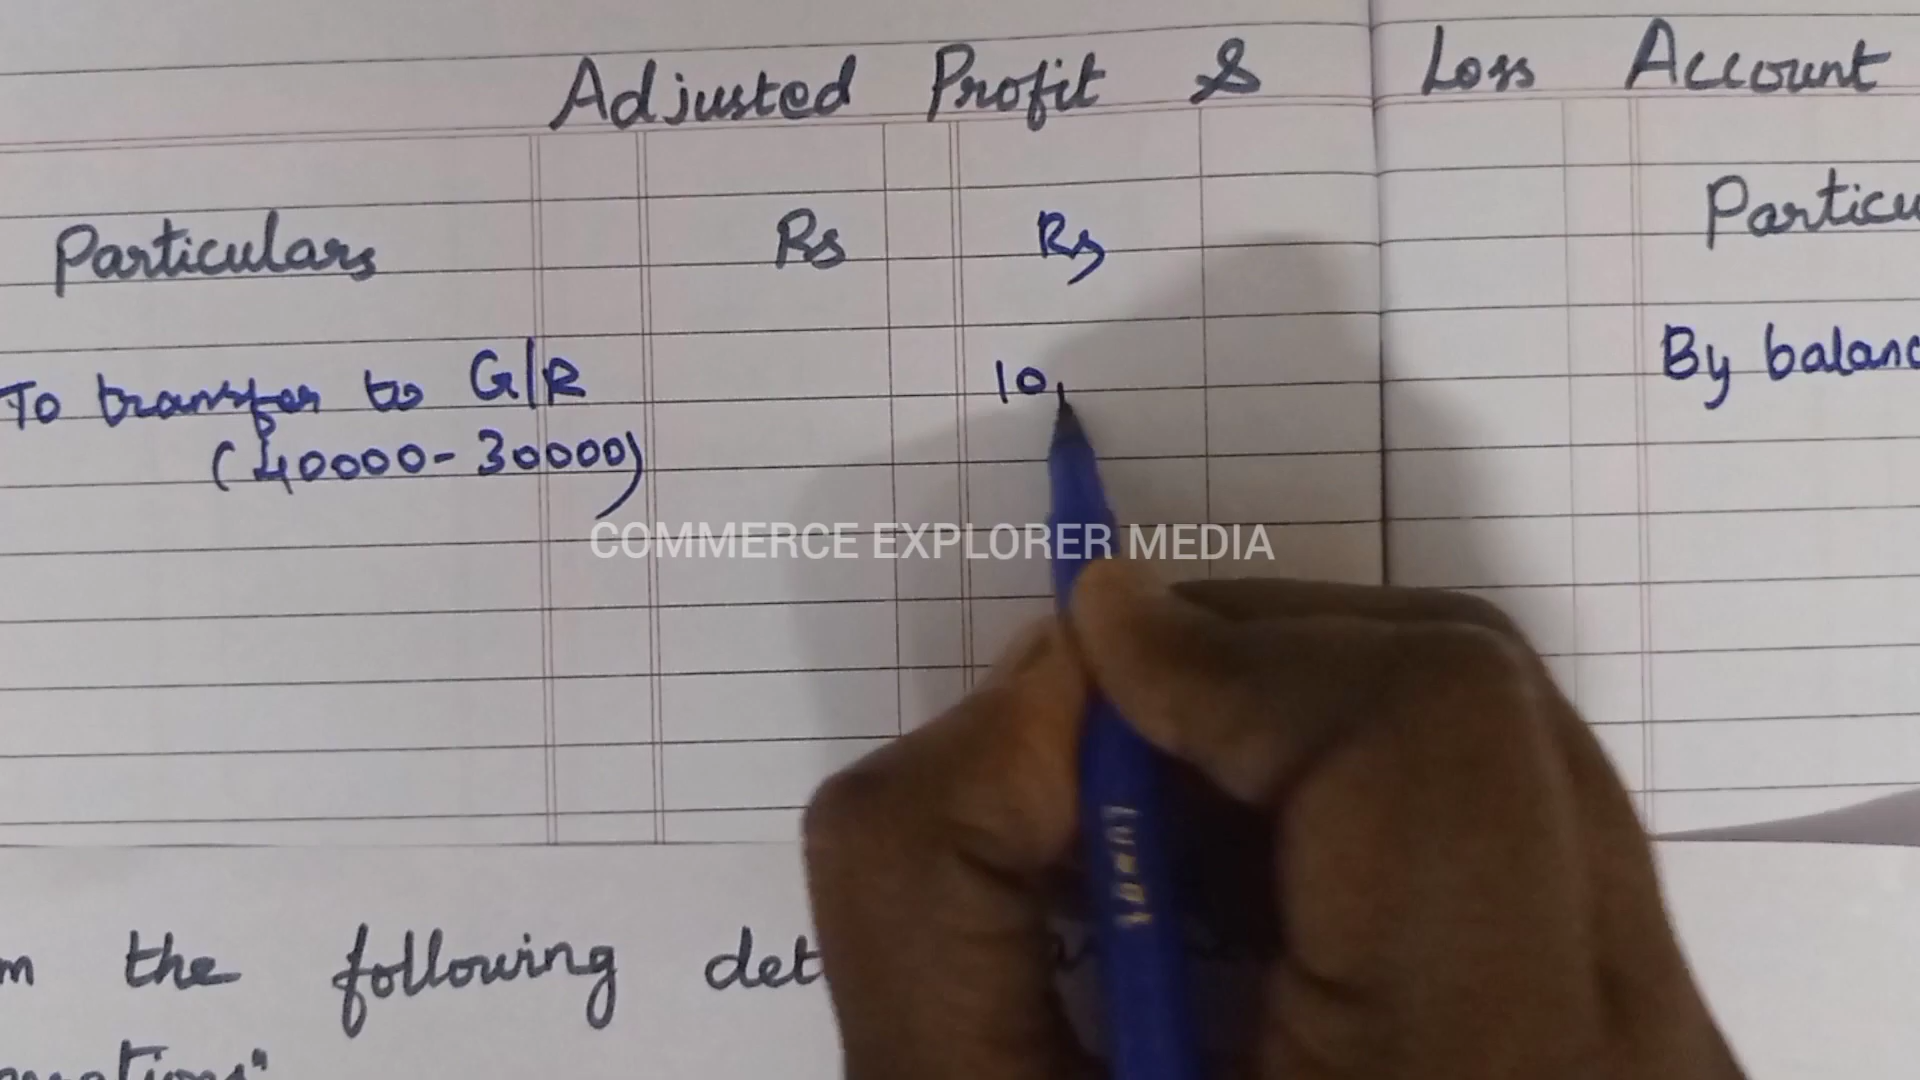 Adjusted Profit & Loss Account
Particulars Rs Rs
To transfer to G/R 10,
(40000-30000)
By balanc
COMMERCE EXPLORER MEDIA
the following det